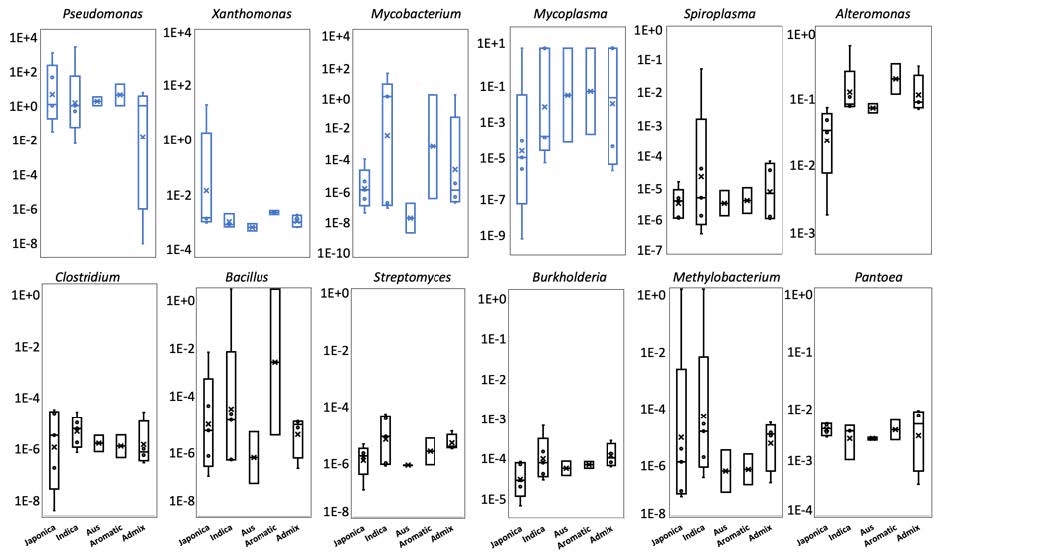 Pseudomonas
Xanthomonas
Mycobacterium
Mycoplasma
Spiroplasma
Alteromonas
1E+4
1E+2
1E+0
1E-2
1E-4
1E-6
1E-8
1E+4
1E+2
1E+0
1E-2
1E-4
1E+4
1E+2
1E+0
1E-2
1E-4
1E-6
1E-8
1E-10
1E+1
1E-1
1E-3
1E-5
1E-7
1E-9
1E+0
1E-1
1E-2
1E-3
1E-4
1E-5
1E-6
1E-7
1E+0
1E-1
1E-2
1E-3
Clostridium
Bacillus
Streptomyces
Burkholderia
Methylobacterium
Pantoea
1E+0
1E-2
1E-4
1E-6
1E-8
1E+0
1E-2
1E-4
1E-6
1E-8
1E+0
1E-2
1E-4
1E-6
1E-8
1E+0
1E-1
1E-2
1E-3
1E-4
1E-5
1E+0
1E-2
1E-4
1E-6
1E-8
1E+0
1E-1
1E-2
1E-3
1E-4
Japonica
Indica
Aus
Aromatic
Admix
Japonica
Indica
Aus
Aromatic
Admix
Japonica
Indica
Aus
Aromatic
Admix
Japonica
Indica
Aus
Aromatic
Admix
Japonica
Indica
Aus
Aromatic
Admix
Japonica
Indica
Aus
Aromatic
Admix